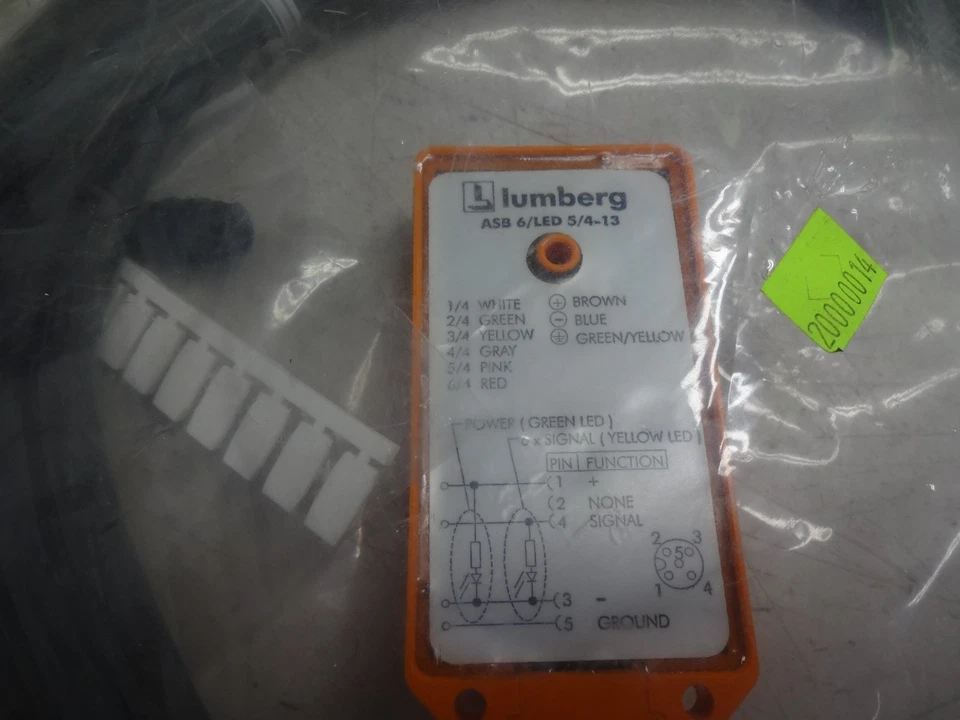 lumberg
ASB 6/LED 5/4-13
1/4 WHITE ⊕ BROWN
2/4 GREEN ⊖ BLUE
3/4 YELLOW ⏚ GREEN/YELLOW
4/4 GRAY
5/4 PINK
6/4 RED
POWER ( GREEN LED )
6 x SIGNAL ( YELLOW LED )
PIN FUNCTION
1 +
2 NONE
4 SIGNAL
3 -
5 GROUND
2 3
5
1 4
200000014